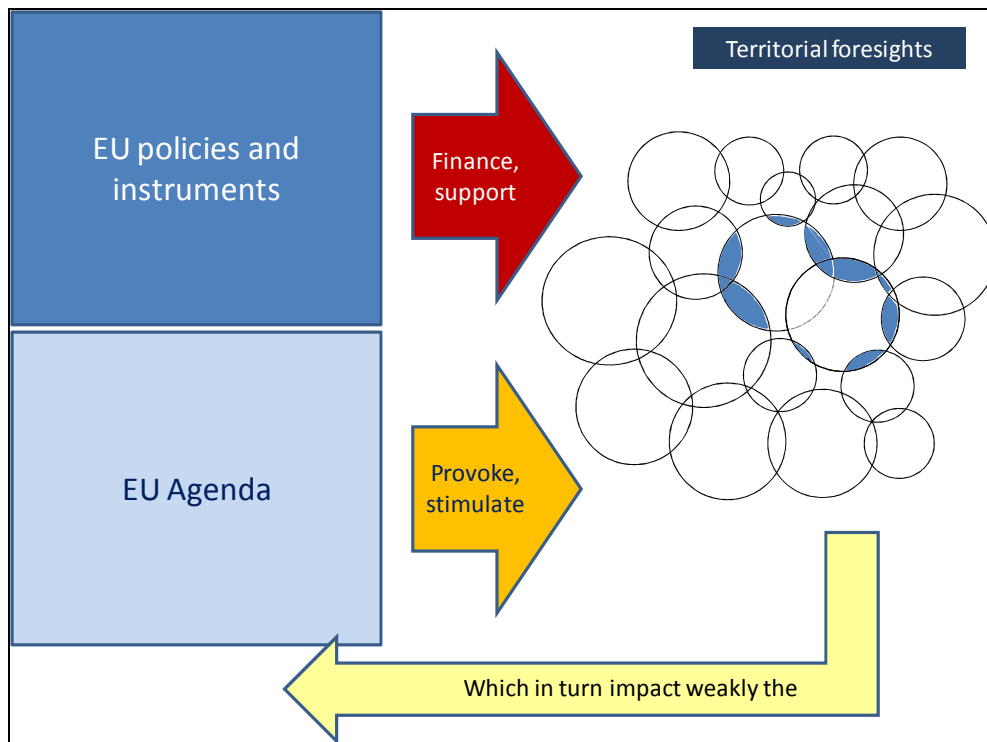 Territorial foresights
EU policies and
instruments
Finance,
support
EU Agenda
Provoke,
stimulate
Which in turn impact weakly the